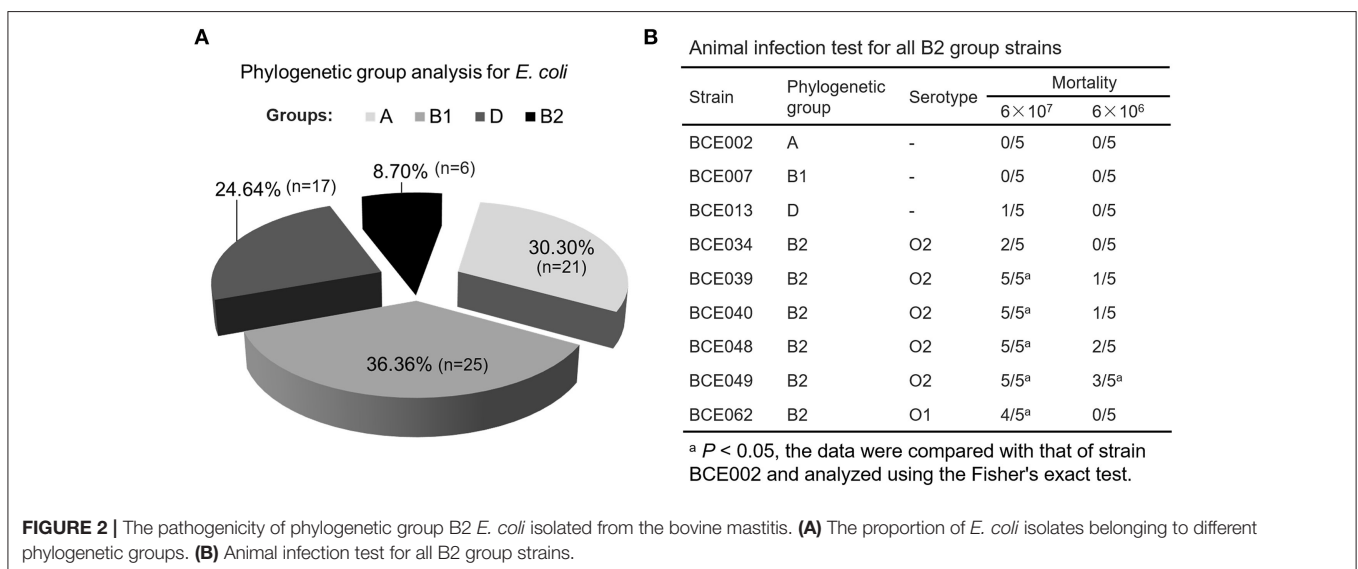 A
Phylogenetic group analysis for E. coli
Groups: A B1 D B2
8.70% (n=6)
24.64% (n=17)
30.30%
(n=21)
36.36% (n=25)
B
Animal infection test for all B2 group strains
Strain Phylogenetic group Serotype Mortality
6×10⁷ 6×10⁶
BCE002 A - 0/5 0/5
BCE007 B1 - 0/5 0/5
BCE013 D - 1/5 0/5
BCE034 B2 O2 2/5 0/5
BCE039 B2 O2 5/5ᵃ 1/5
BCE040 B2 O2 5/5ᵃ 1/5
BCE048 B2 O2 5/5ᵃ 2/5
BCE049 B2 O2 5/5ᵃ 3/5ᵃ
BCE062 B2 O1 4/5ᵃ 0/5
ᵃ P < 0.05, the data were compared with that of strain
BCE002 and analyzed using the Fisher's exact test.
FIGURE 2 | The pathogenicity of phylogenetic group B2 E. coli isolated from the bovine mastitis. (A) The proportion of E. coli isolates belonging to different
phylogenetic groups. (B) Animal infection test for all B2 group strains.